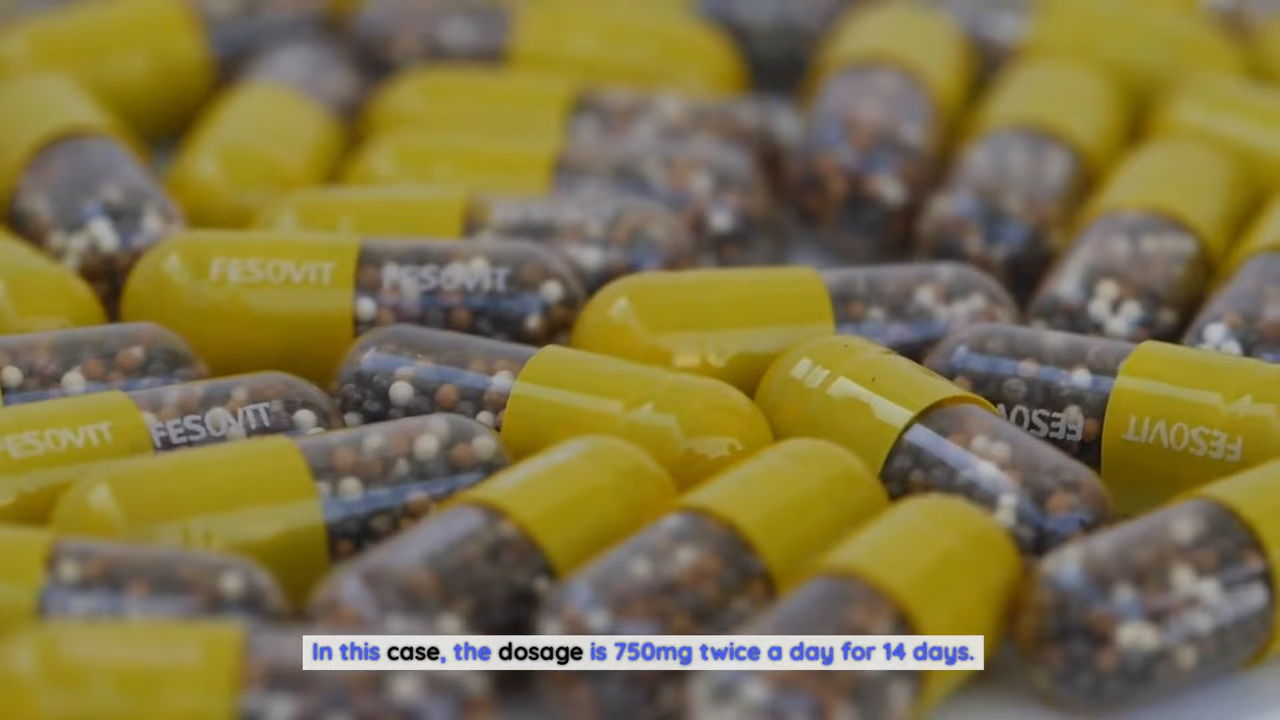 FESOVIT FESOVIT
FESOVIT
FESOVIT
FESOVIT FESOVIT
In this case, the dosage is 750mg twice a day for 14 days.